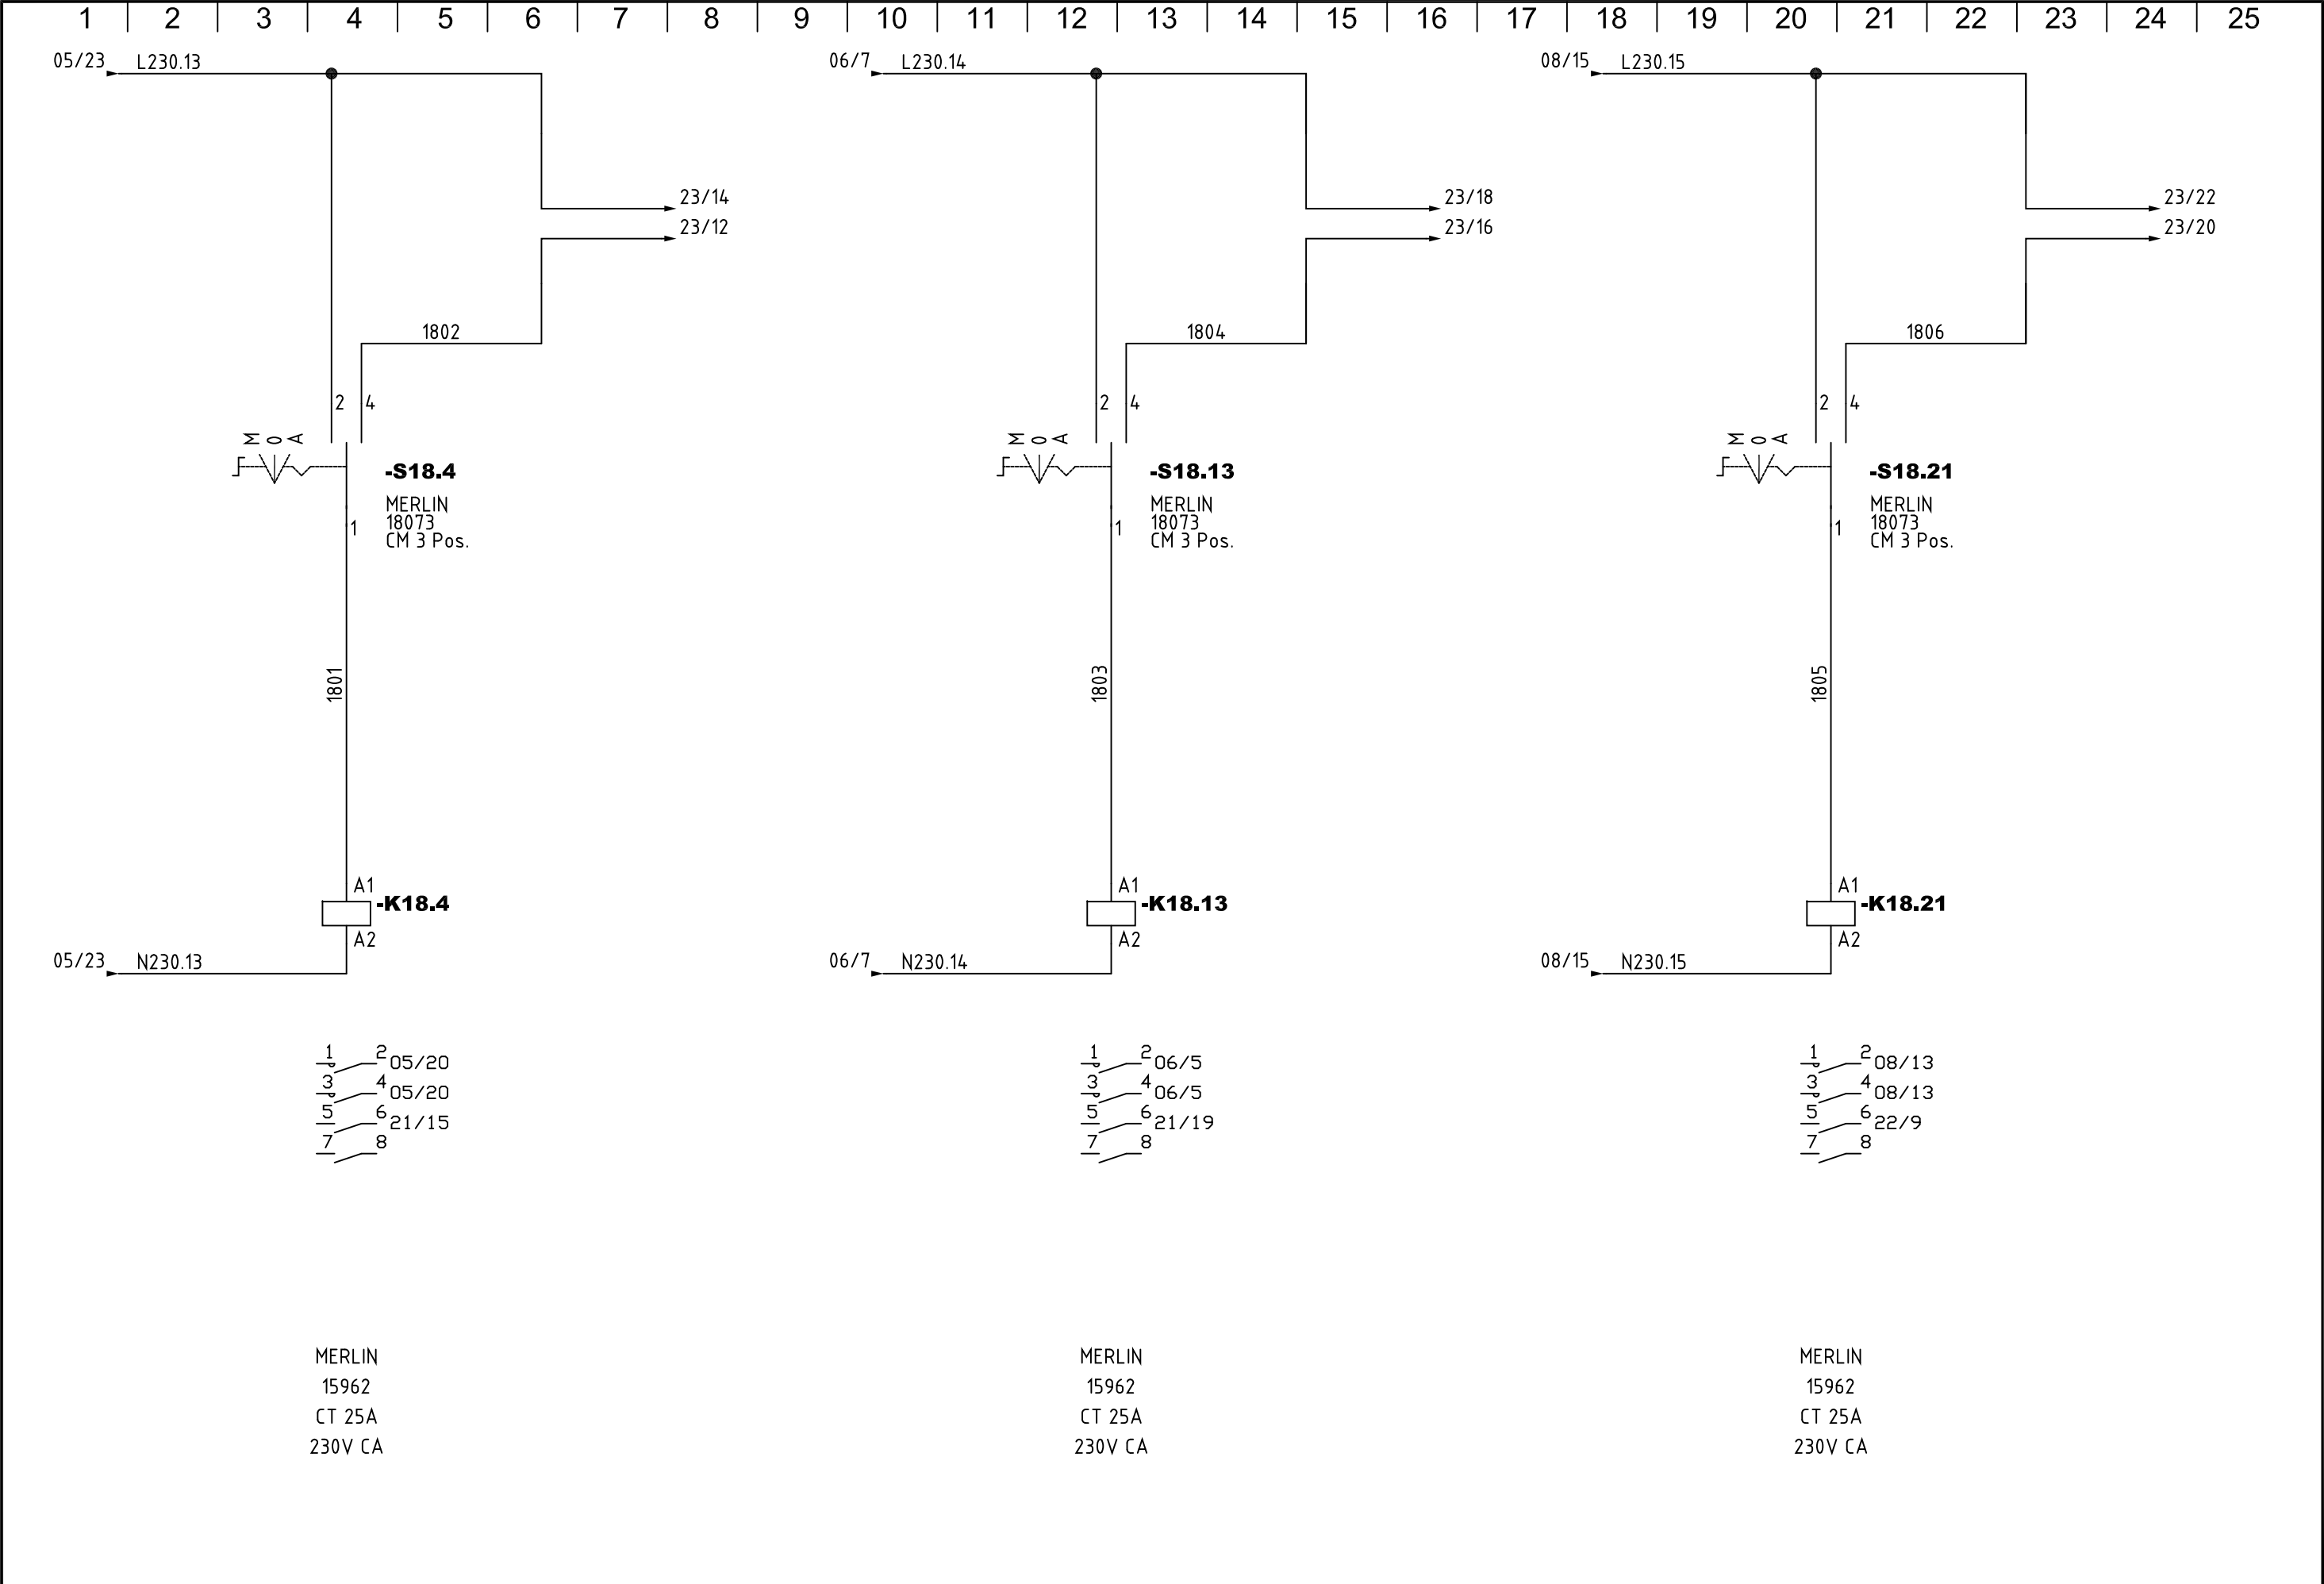 1 2 3 4 5 6 7 8 9 10 11 12 13 14 15 16 17 18 19 20 21 22 23 24 25
05/23 L230.13 06/7 L230.14 08/15 L230.15
23/14 23/18 23/22
23/12 23/16 23/20
1802 1804 1806
2 4 2 4 2 4
M 0 A M 0 A M 0 A
-S18.4 -S18.13 -S18.21
MERLIN MERLIN MERLIN
18073 18073 18073
1 CM 3 Pos. 1 CM 3 Pos. 1 CM 3 Pos.
1801 1803 1805
A1 A1 A1
-K18.4 -K18.13 -K18.21
A2 A2 A2
05/23 N230.13 06/7 N230.14 08/15 N230.15
1 2 05/20 1 2 06/5 1 2 08/13
3 4 05/20 3 4 06/5 3 4 08/13
5 6 21/15 5 6 21/19 5 6 22/9
7 8 7 8 7 8
MERLIN MERLIN MERLIN
15962 15962 15962
CT 25A CT 25A CT 25A
230V CA 230V CA 230V CA